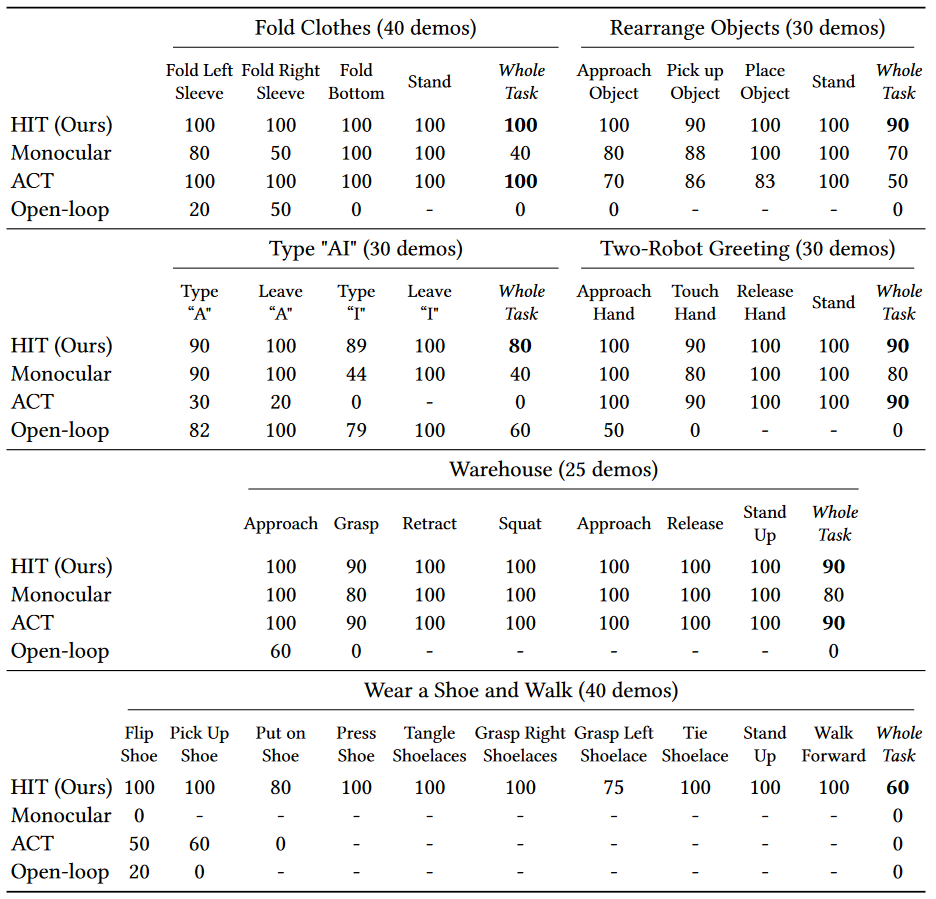 Fold Clothes (40 demos) Rearrange Objects (30 demos)
Fold Left Fold Right Fold Stand Whole Approach Pick up Place Stand Whole
Sleeve Sleeve Bottom Task Object Object Object Task
HIT (Ours) 100 100 100 100 100 100 90 100 100 90
Monocular 80 50 100 100 40 80 88 100 100 70
ACT 100 100 100 100 100 70 86 83 100 50
Open-loop 20 50 0 - 0 0 - - - 0
Type "AI" (30 demos) Two-Robot Greeting (30 demos)
Type Leave Type Leave Whole Approach Touch Release Stand Whole
“A" “A" “I" “I" Task Hand Hand Hand Task
HIT (Ours) 90 100 89 100 80 100 90 100 100 90
Monocular 90 100 44 100 40 100 80 100 100 80
ACT 30 20 0 - 0 100 90 100 100 90
Open-loop 82 100 79 100 60 50 0 - - 0
Warehouse (25 demos)
Approach Grasp Retract Squat Approach Release Stand Whole
Up Task
HIT (Ours) 100 90 100 100 100 100 100 90
Monocular 100 80 100 100 100 100 100 80
ACT 100 90 100 100 100 100 100 90
Open-loop 60 0 - - - - - 0
Wear a Shoe and Walk (40 demos)
Flip Pick Up Put on Press Tangle Grasp Right Grasp Left Tie Stand Walk Whole
Shoe Shoe Shoe Shoe Shoelaces Shoelaces Shoelace Shoelace Up Forward Task
HIT (Ours) 100 100 80 100 100 100 75 100 100 100 60
Monocular 0 - - - - - - - - - 0
ACT 50 60 0 - - - - - - - 0
Open-loop 20 0 - - - - - - - - 0